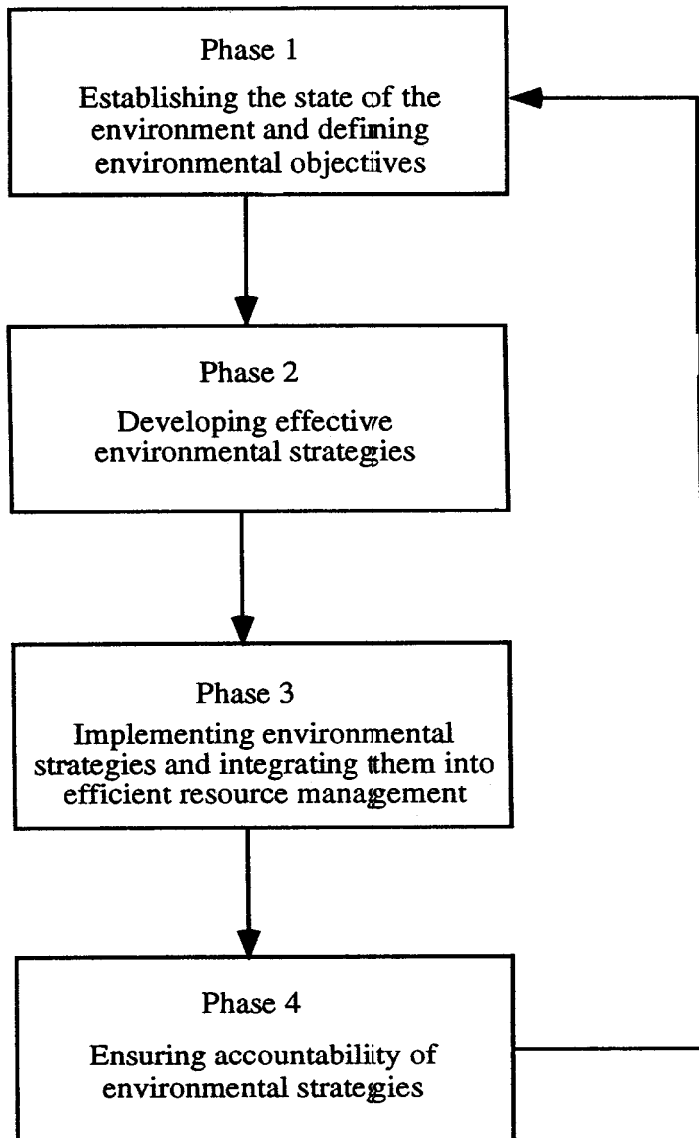 Phase 1
Establishing the state of the
environment and defining
environmental objectives
Phase 2
Developing effective
environmental strategies
Phase 3
Implementing environmental
strategies and integrating them into
efficient resource management
Phase 4
Ensuring accountability of
environmental strategies